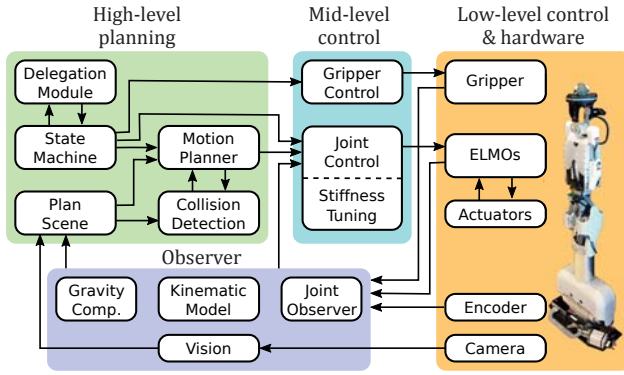 High-level
planning
Mid-level
control
Low-level control
& hardware
Delegation
Module
State
Machine
Motion
Planner
Plan
Scene
Collision
Detection
Gripper
Control
Joint
Control
Stiffness
Tuning
Gripper
ELMOs
Actuators
Observer
Gravity
Comp.
Kinematic
Model
Joint
Observer
Encoder
Vision
Camera